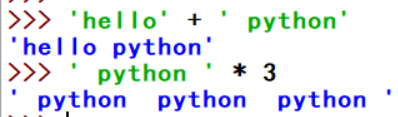 >>> 'hello' + ' python'
'hello python'
>>> ' python ' * 3
' python  python  python '